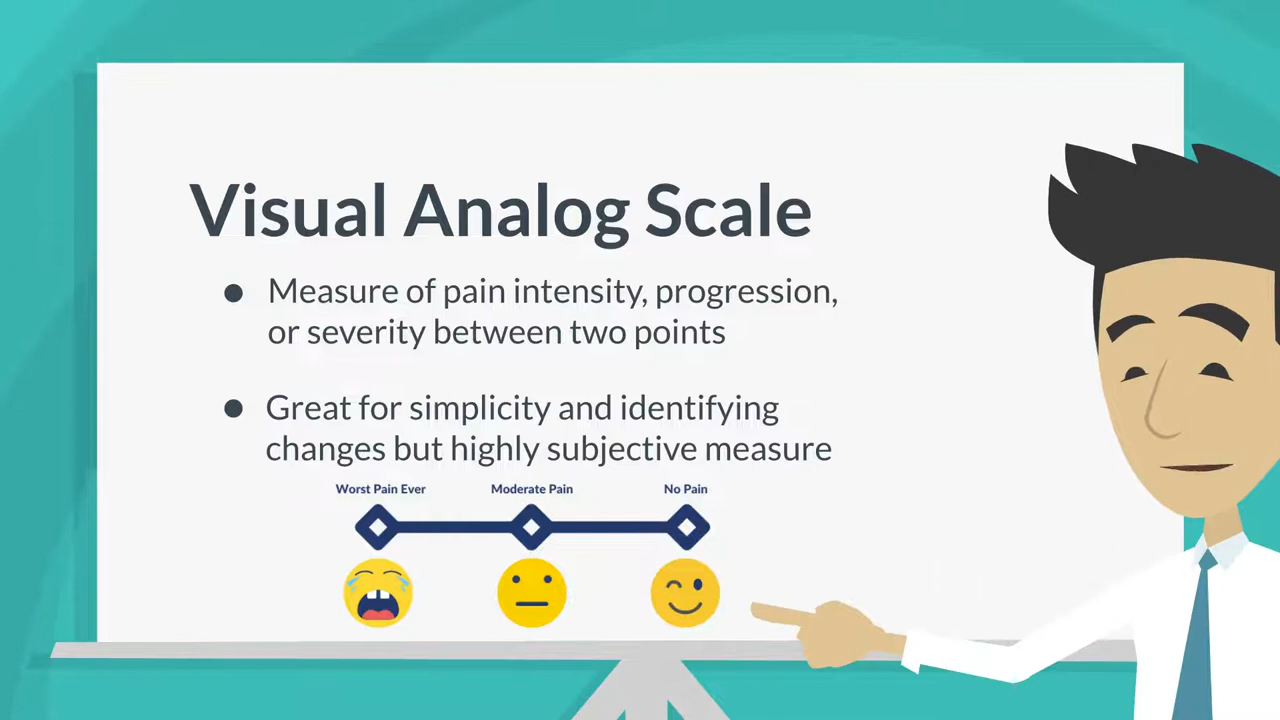 Visual Analog Scale
● Measure of pain intensity, progression,
or severity between two points
● Great for simplicity and identifying
changes but highly subjective measure
Worst Pain Ever Moderate Pain No Pain